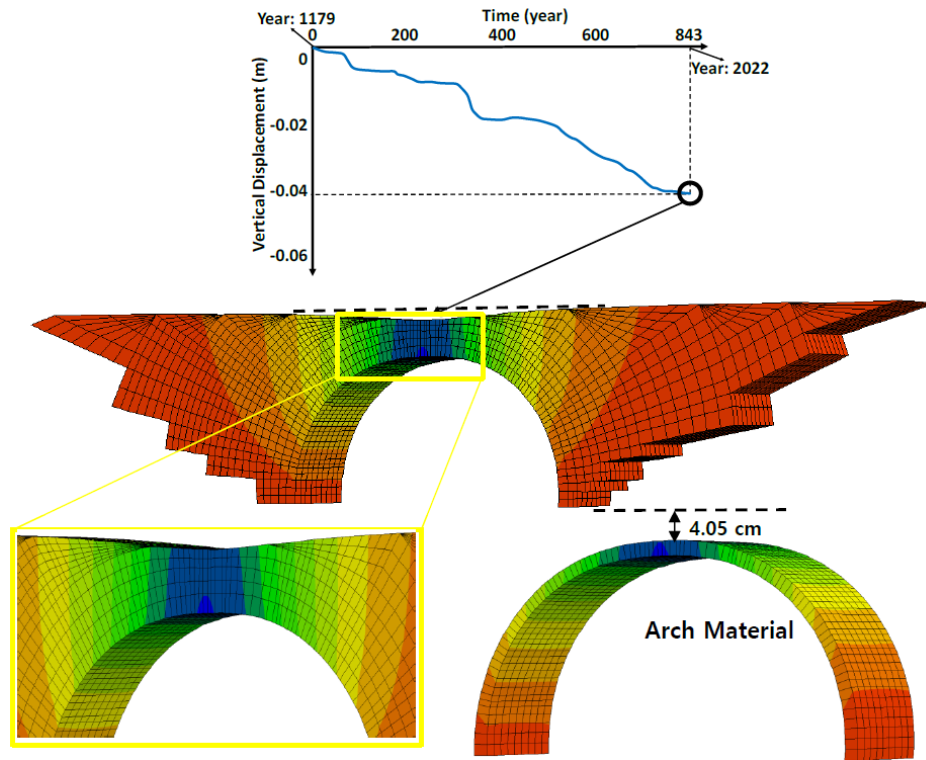 Time (year)
Year: 1179
0 200 400 600 843
0
Year: 2022
-0.02
-0.04
-0.06
Vertical Displacement (m)
4.05 cm
Arch Material